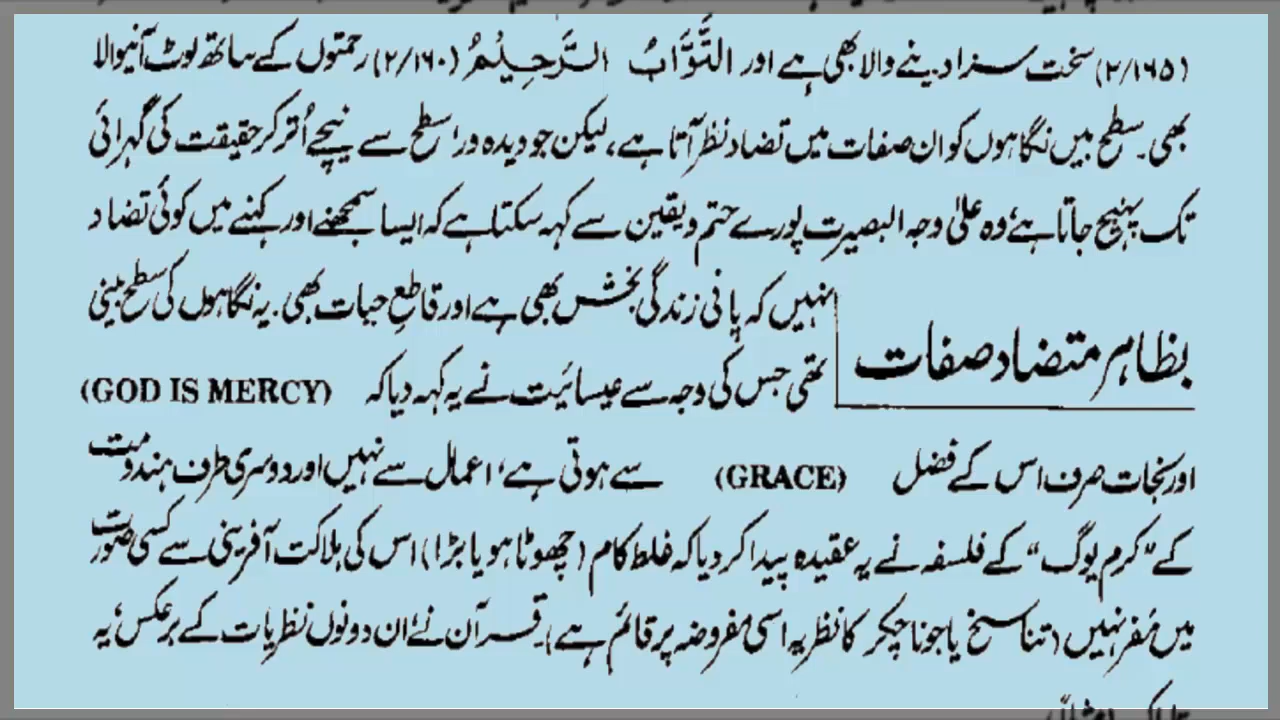 (۲/۱۶۵) سخت سزا دینے والا بھی ہے اور التَّوَّابُ الرَّحِیْمُ (۲/۱۶۰) رحمتوں کے ساتھ لوٹ آنیوالا
بھی۔ سطح بیں نگاہوں کو ان صفات میں تضاد نظر آتا ہے، لیکن جو دیدہ ور، سطح سے نیچے اُتر کر حقیقت کی گہرائی
تک پہنچ جاتا ہے، وہ علیٰ وجہ البصیرت پورے حتم و یقین سے کہہ سکتا ہے کہ ایسا سمجھنے اور کہنے میں کوئی تضاد
نہیں کہ پانی زندگی بخش بھی ہے اور قاطعِ حیات بھی۔ یہ نگاہوں کی سطح بینی
بظاہر متضاد صفات
تھی جس کی وجہ سے عیسائیت نے یہ کہہ دیا کہ (GOD IS MERCY)
اور نجات صرف اس کے فضل (GRACE) سے ہوتی ہے، اعمال سے نہیں اور دوسری طرف ہندومت
کے "کرم یوگ" کے فلسفہ نے یہ عقیدہ پیدا کر دیا کہ غلط کام (چھوٹا ہو یا بڑا) اس کی ہلاکت آفرینی سے کسی صورت
میں مفر نہیں (تناسخ یا جونا چکر کا نظریہ اسی مفروضہ پر قائم ہے)۔ قرآن نے، ان دونوں نظریات کے برعکس، یہ